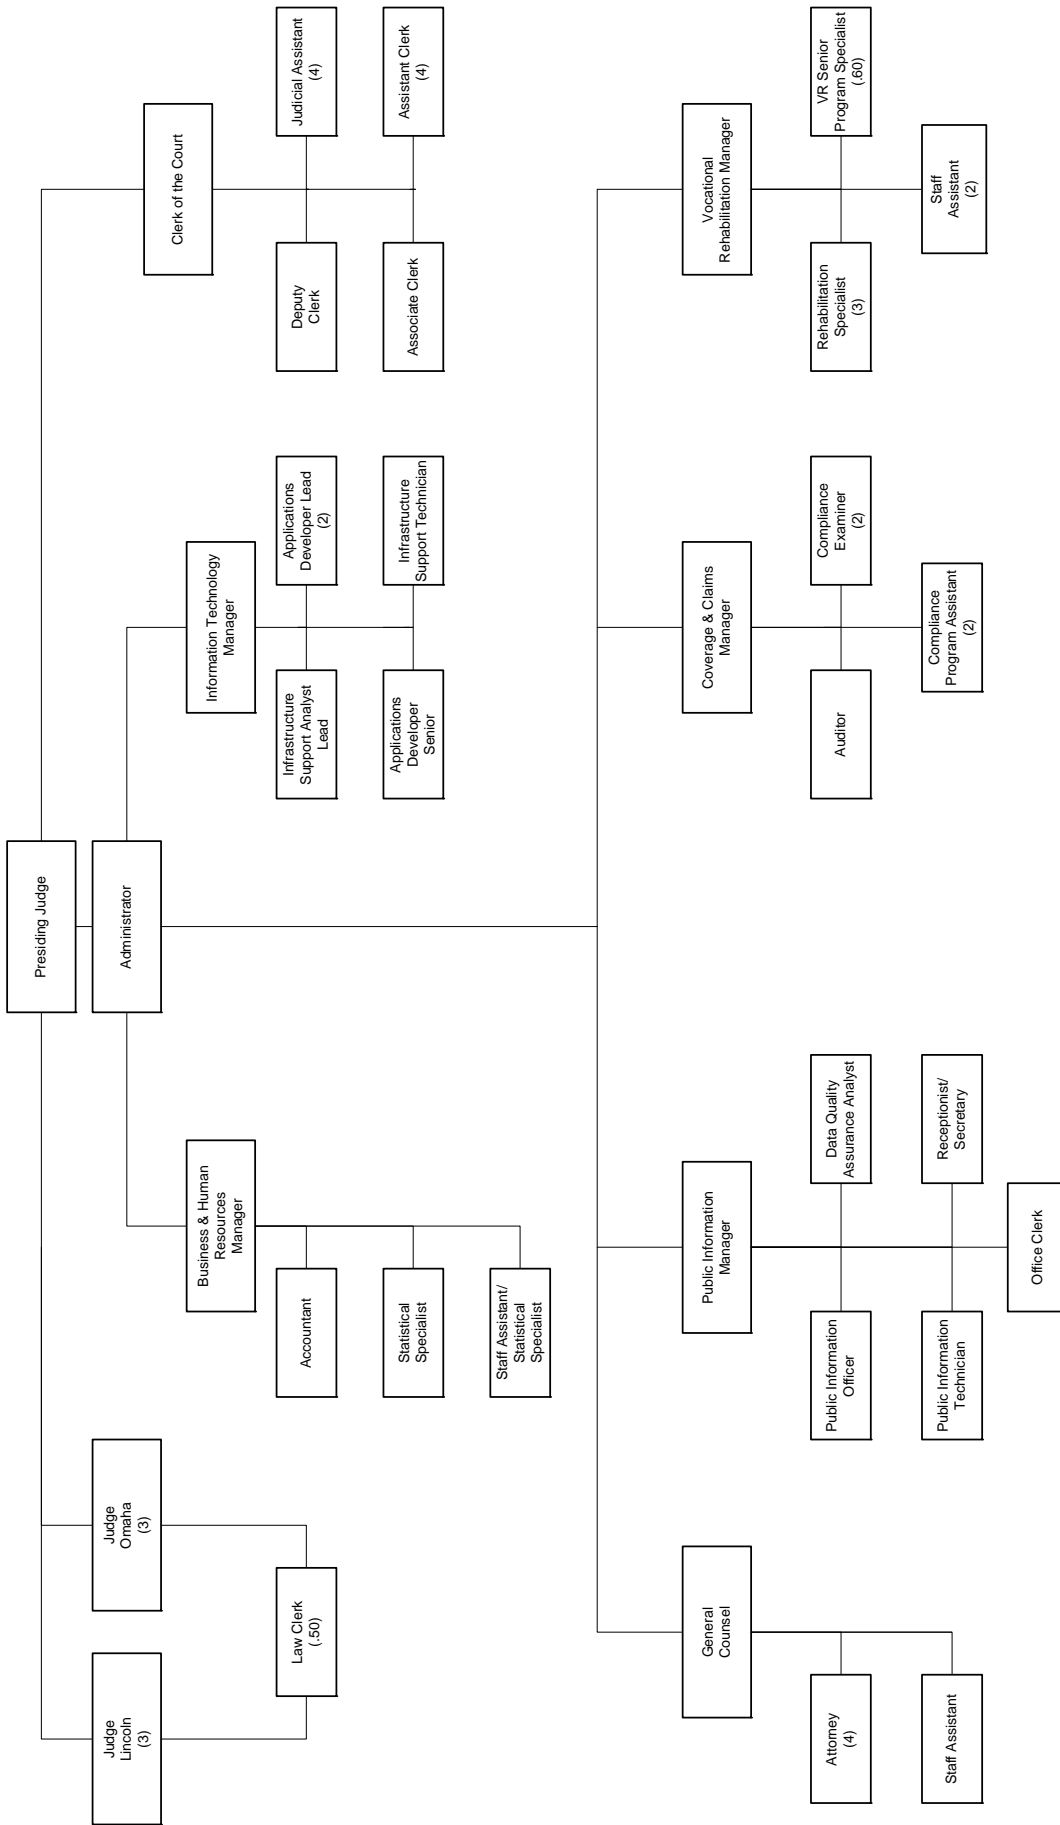 Presiding Judge
Judge
Lincoln
(3)
Judge
Omaha
(3)
Administrator
Clerk of the Court
Law Clerk
(.50)
Business & Human
Resources
Manager
Information Technology
Manager
Accountant
Statistical
Specialist
Staff Assistant/
Statistical
Specialist
Infrastructure
Support Analyst
Lead
Applications
Developer Lead
(2)
Applications
Developer
Senior
Infrastructure
Support Technician
Deputy
Clerk
Judicial Assistant
(4)
Associate Clerk
Assistant Clerk
(4)
General
Counsel
Public Information
Manager
Coverage & Claims
Manager
Vocational
Rehabilitation Manager
Attorney
(4)
Staff Assistant
Public Information
Officer
Data Quality
Assurance Analyst
Public Information
Technician
Receptionist/
Secretary
Office Clerk
Auditor
Compliance
Examiner
(2)
Compliance
Program Assistant
(2)
Rehabilitation
Specialist
(3)
VR Senior
Program Specialist
(.60)
Staff
Assistant
(2)